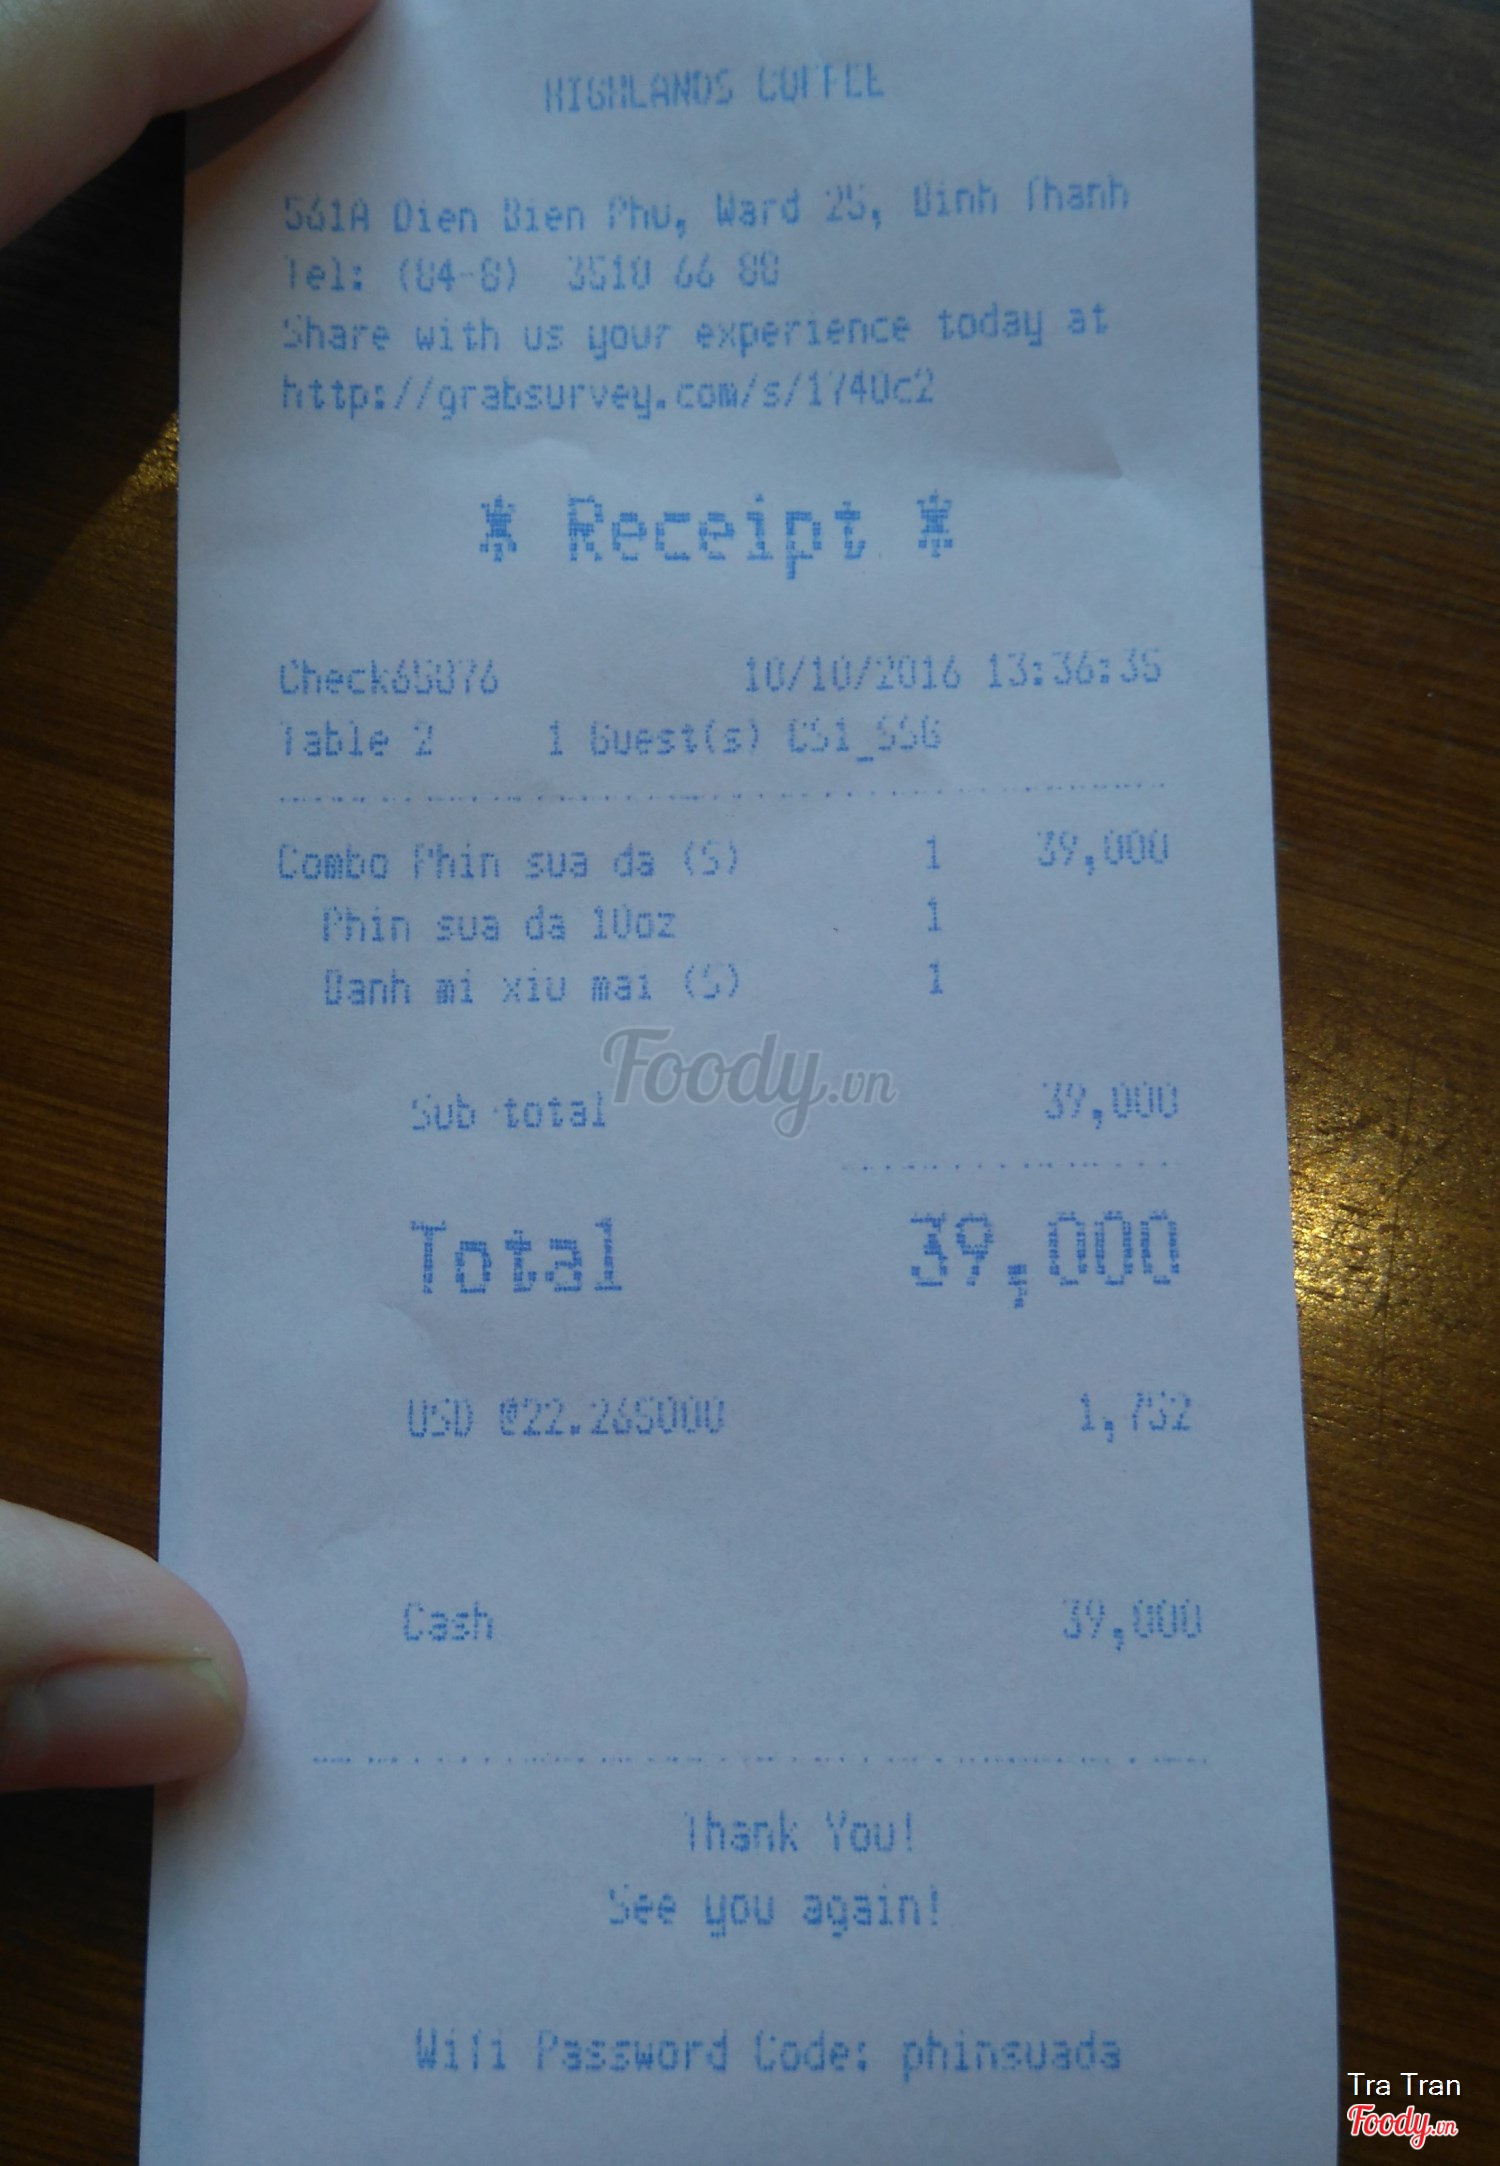 HIGHLANDS COFFEE
561A Dien Bien Phu, Ward 25, Binh Thanh
Tel: (84-8) 3510 66 88
Share with us your experience today at
http://grabsurvey.com/s/1740c2
* Receipt *
Check65076 10/10/2016 13:36:35
Table 2 1 Guest(s) CS1_SSG
Combo Phin sua da (S) 1 39,000
Phin sua da 10oz 1
Banh mi xiu mai (S) 1
Foody.vn
Sub total 39,000
Total 39,000
USD @22.265000 1,752
Cash 39,000
Thank You!
See you again!
Wifi Password Code: phinsuada
Tra Tran
Foody.vn